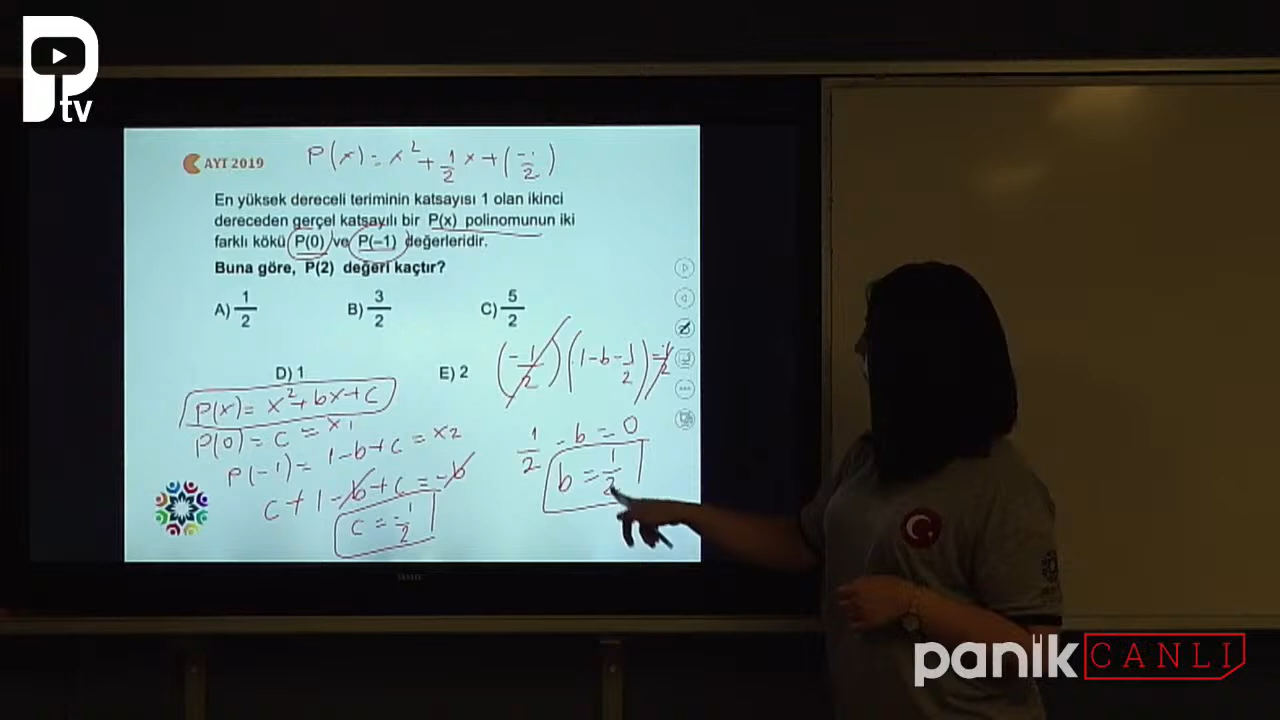 P tv
AYT 2019
P(x) = x² + 1/2 x + (-1/2)
En yüksek dereceli teriminin katsayısı 1 olan ikinci
dereceden gerçel katsayılı bir P(x) polinomunun iki
farklı kökü P(0) ve P(–1) değerleridir.
Buna göre, P(2) değeri kaçtır?
A) 1/2 B) 3/2 C) 5/2
D) 1 E) 2
(-1/2) (1-b-1/2) = -1/2
P(x) = x² + bx + c
P(0) = c = x1
P(-1) = 1-b+c = x2
c + 1-b+c = -b
c = -1/2
1/2 - b = 0
b = 1/2
panik CANLI